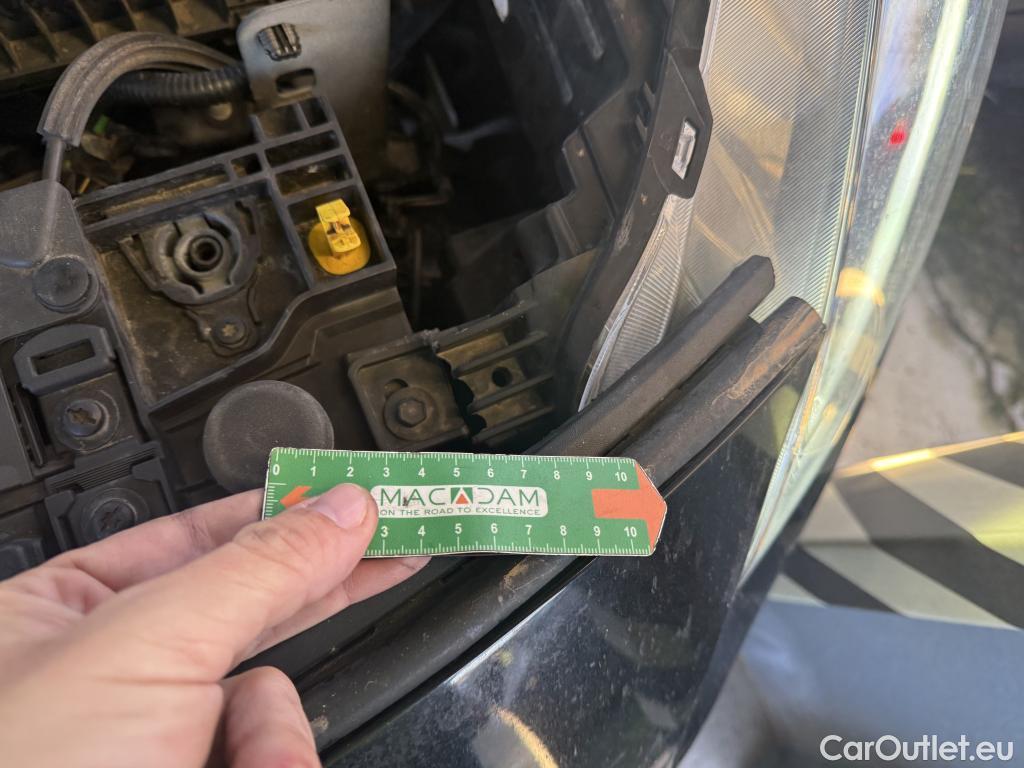 0 1 2 3 4 5 6 7 8 9 10
MACADAM
ON THE ROAD TO EXCELLENCE
3 4 5 6 7 8 9 10
CarOutlet.eu